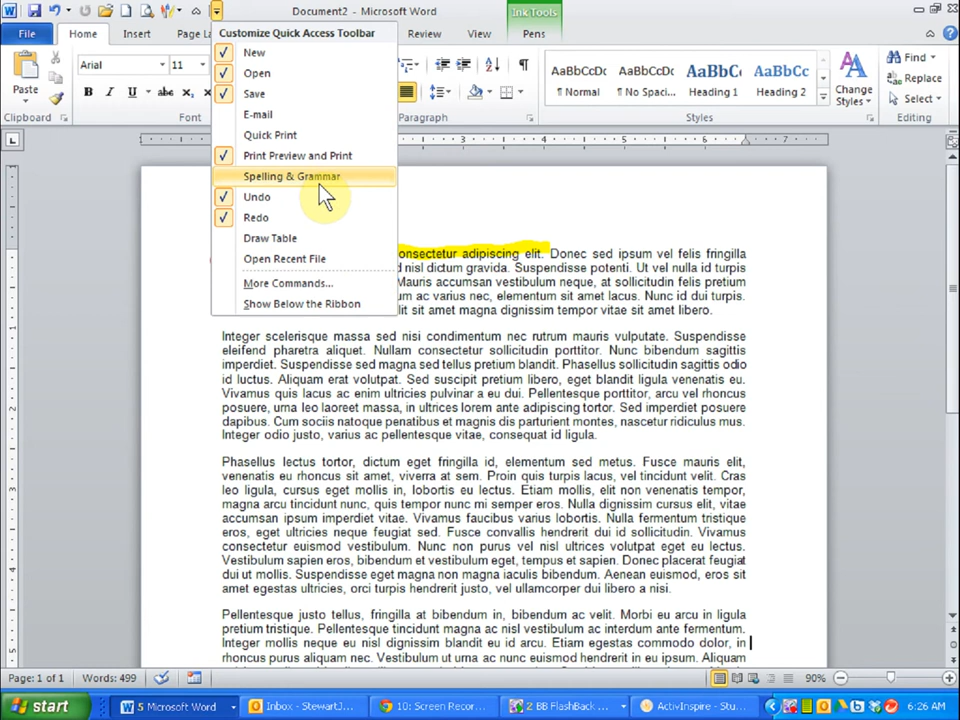 Document2 - Microsoft Word
Ink Tools
File
Home
Insert
Page La
Review
View
Pens
Customize Quick Access Toolbar
New
Open
Save
E-mail
Quick Print
Print Preview and Print
Spelling & Grammar
Undo
Redo
Draw Table
Open Recent File
More Commands...
Show Below the Ribbon
Paste
Clipboard
Arial
11
B I U abc X
Font
Paragraph
AaBbCcDc AaBbCcDc AaBbCc AaBbCc
¶ Normal ¶ No Spaci... Heading 1 Heading 2
Change
Styles
Styles
Find
Replace
Select
Editing
onsectetur adipiscing elit. Donec sed ipsum vel felis fringilla
d nisl dictum gravida. Suspendisse potenti. Ut vel nulla id turpis
Mauris accumsan vestibulum neque, at sollicitudin felis pulvinar
am ac varius nec, elementum sit amet lacus. Nunc id dui turpis.
elit sit amet magna dignissim tempor vitae sit amet purus.
Integer scelerisque massa sed nisi condimentum nec rutrum mauris vulputate. Suspendisse
eleifend pharetra aliquet. Nullam consectetur sollicitudin porttitor. Nunc bibendum sagittis
imperdiet. Suspendisse sed magna sed tellus pretium blandit. Phasellus sollicitudin sagittis odio
id luctus. Aliquam erat volutpat. Sed suscipit pretium libero, eget blandit ligula venenatis eu.
Vivamus quis lacus ac enim ultricies pulvinar a eu dui. Pellentesque porttitor, arcu vel rhoncus
posuere, urna leo laoreet massa, in ultrices lorem ante adipiscing tortor. Sed imperdiet posuere
dapibus. Cum sociis natoque penatibus et magnis dis parturient montes, nascetur ridiculus mus.
Integer odio justo, varius ac pellentesque vitae, consequat id ligula.
Phasellus lectus tortor, dictum eget fringilla id, elementum sed metus. Fusce mauris elit,
venenatis eu rhoncus sit amet, viverra at sem. Proin quis turpis lacus, vel tincidunt velit. Cras
leo ligula, cursus eget mollis in, lobortis eu lectus. Etiam mollis, elit non venenatis tempor,
magna arcu tincidunt nunc, quis tempor nunc mi semper eros. Nulla dignissim cursus elit, vitae
accumsan ipsum imperdiet vitae. Vivamus faucibus varius lobortis. Nulla fermentum tristique
eros, eget ultricies neque feugiat sed. Fusce convallis hendrerit dui id sollicitudin. Vivamus
consectetur euismod vestibulum. Nunc non purus vel nisl ultrices volutpat eget eu lectus.
Vestibulum sapien eros, bibendum et vestibulum eget, tempus et sapien. Donec placerat feugiat
dui ut mollis. Suspendisse eget magna non magna iaculis bibendum. Aenean euismod, eros sit
amet egestas ultricies, orci turpis hendrerit justo, vel ullamcorper dui libero a nisi.
Pellentesque justo tellus, fringilla at bibendum in, bibendum ac velit. Morbi eu arcu in ligula
pretium tristique. Pellentesque tincidunt magna ac nisl vestibulum ac interdum ante fermentum.
Integer mollis neque eu nisl dignissim blandit eu id arcu. Etiam egestas commodo dolor, in
rhoncus purus aliquam nec. Vestibulum ut urna ac nunc euismod hendrerit in eu ipsum. Aliquam
Page: 1 of 1
Words: 499
90%
start
5 Microsoft Word
Inbox - StewartJ...
10: Screen Recor...
2 BB FlashBack ...
ActivInspire - Stu...
6:26 AM